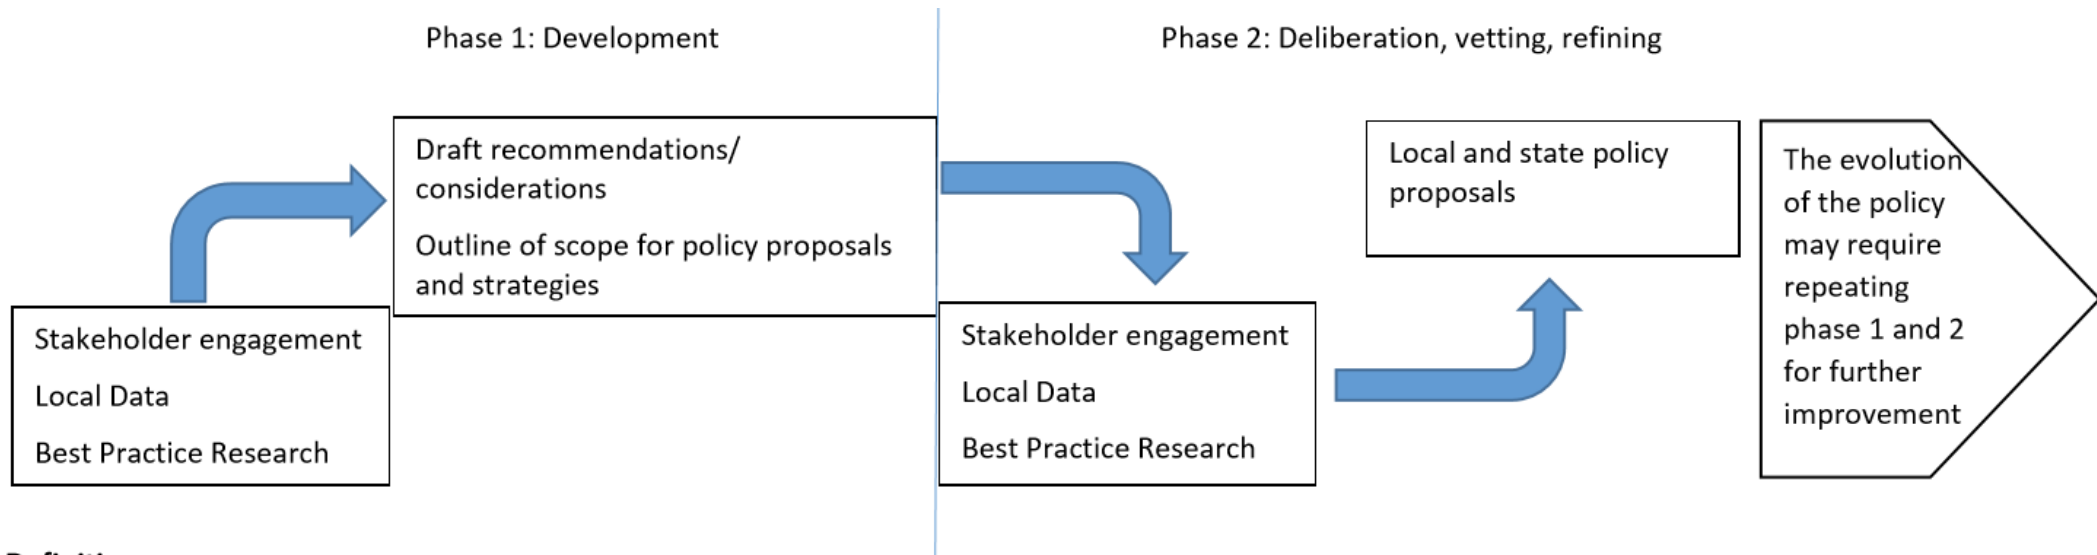 Phase 1: Development
Phase 2: Deliberation, vetting, refining
Stakeholder engagement
Local Data
Best Practice Research
Draft recommendations/
considerations
Outline of scope for policy proposals
and strategies
Stakeholder engagement
Local Data
Best Practice Research
Local and state policy
proposals
The evolution
of the policy
may require
repeating
phase 1 and 2
for further
improvement